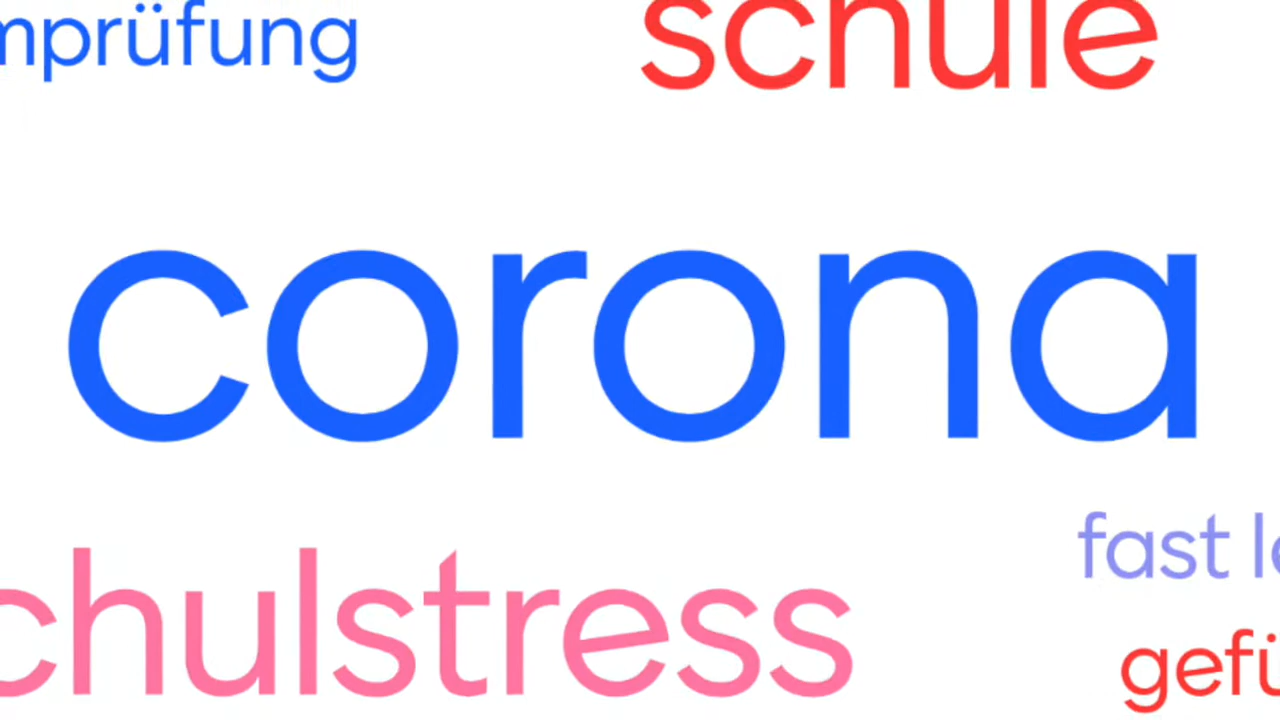 mprüfung
schule
corona
fast le
chulstress
gefü